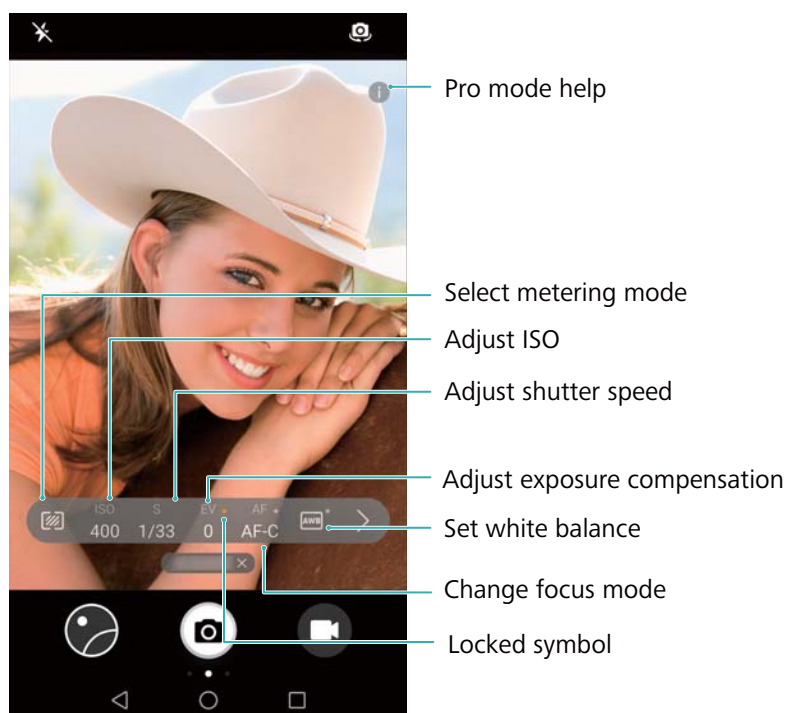 Pro mode help
Select metering mode
Adjust ISO
Adjust shutter speed
Adjust exposure compensation
ISO S EV AF
400 1/33 0 AF-C AWB
Set white balance
Change focus mode
Locked symbol